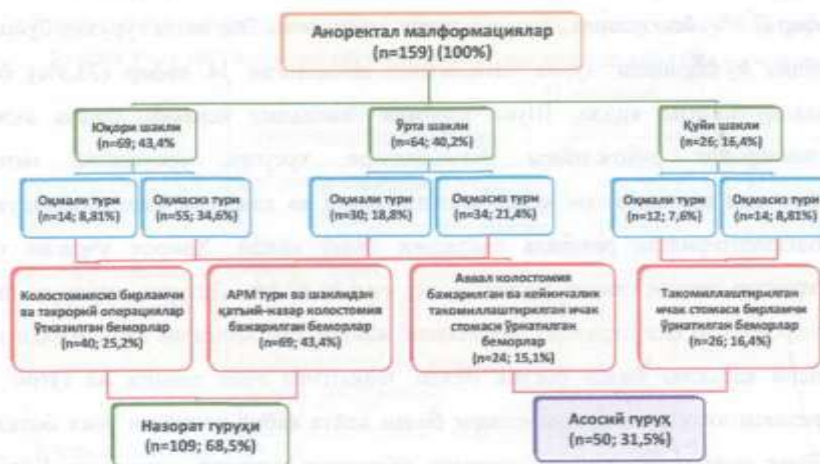 Аноректал малформациялар
(n=159) (100%)
Юқори шакли
(n=69; 43,4%
Ўрта шакли
(n=64; 40,2%)
Қуйи шакли
(n=26; 16,4%)
Оқмали тури
(n=14; 8,81%)
Оқмасиз тури
(n=55; 34,6%)
Оқмали тури
(n=30; 18,8%)
Оқмасиз тури
(n=34; 21,4%)
Оқмали тури
(n=12; 7,6%)
Оқмасиз тури
(n=14; 8,81%)
Колостомиясиз бирламчи
ва такрорий операциялар
ўтказилган беморлар
(n=40; 25,2%)
АРМ тури ва шаклидан
қатъий-назар колостомия
бажарилган беморлар
(n=69; 43,4%)
Аввал колостомия
бажарилган ва кейинчалик
такомиллаштирилган ичак
стомаси ўрнатилган
беморлар
(n=24; 15,1%)
Такомиллаштирилган
ичак стомаси бирламчи
ўрнатилган беморлар
(n=26; 16,4%)
Назорат гуруҳи
(n=109; 68,5%)
Асосий гуруҳ
(n=50; 31,5%)